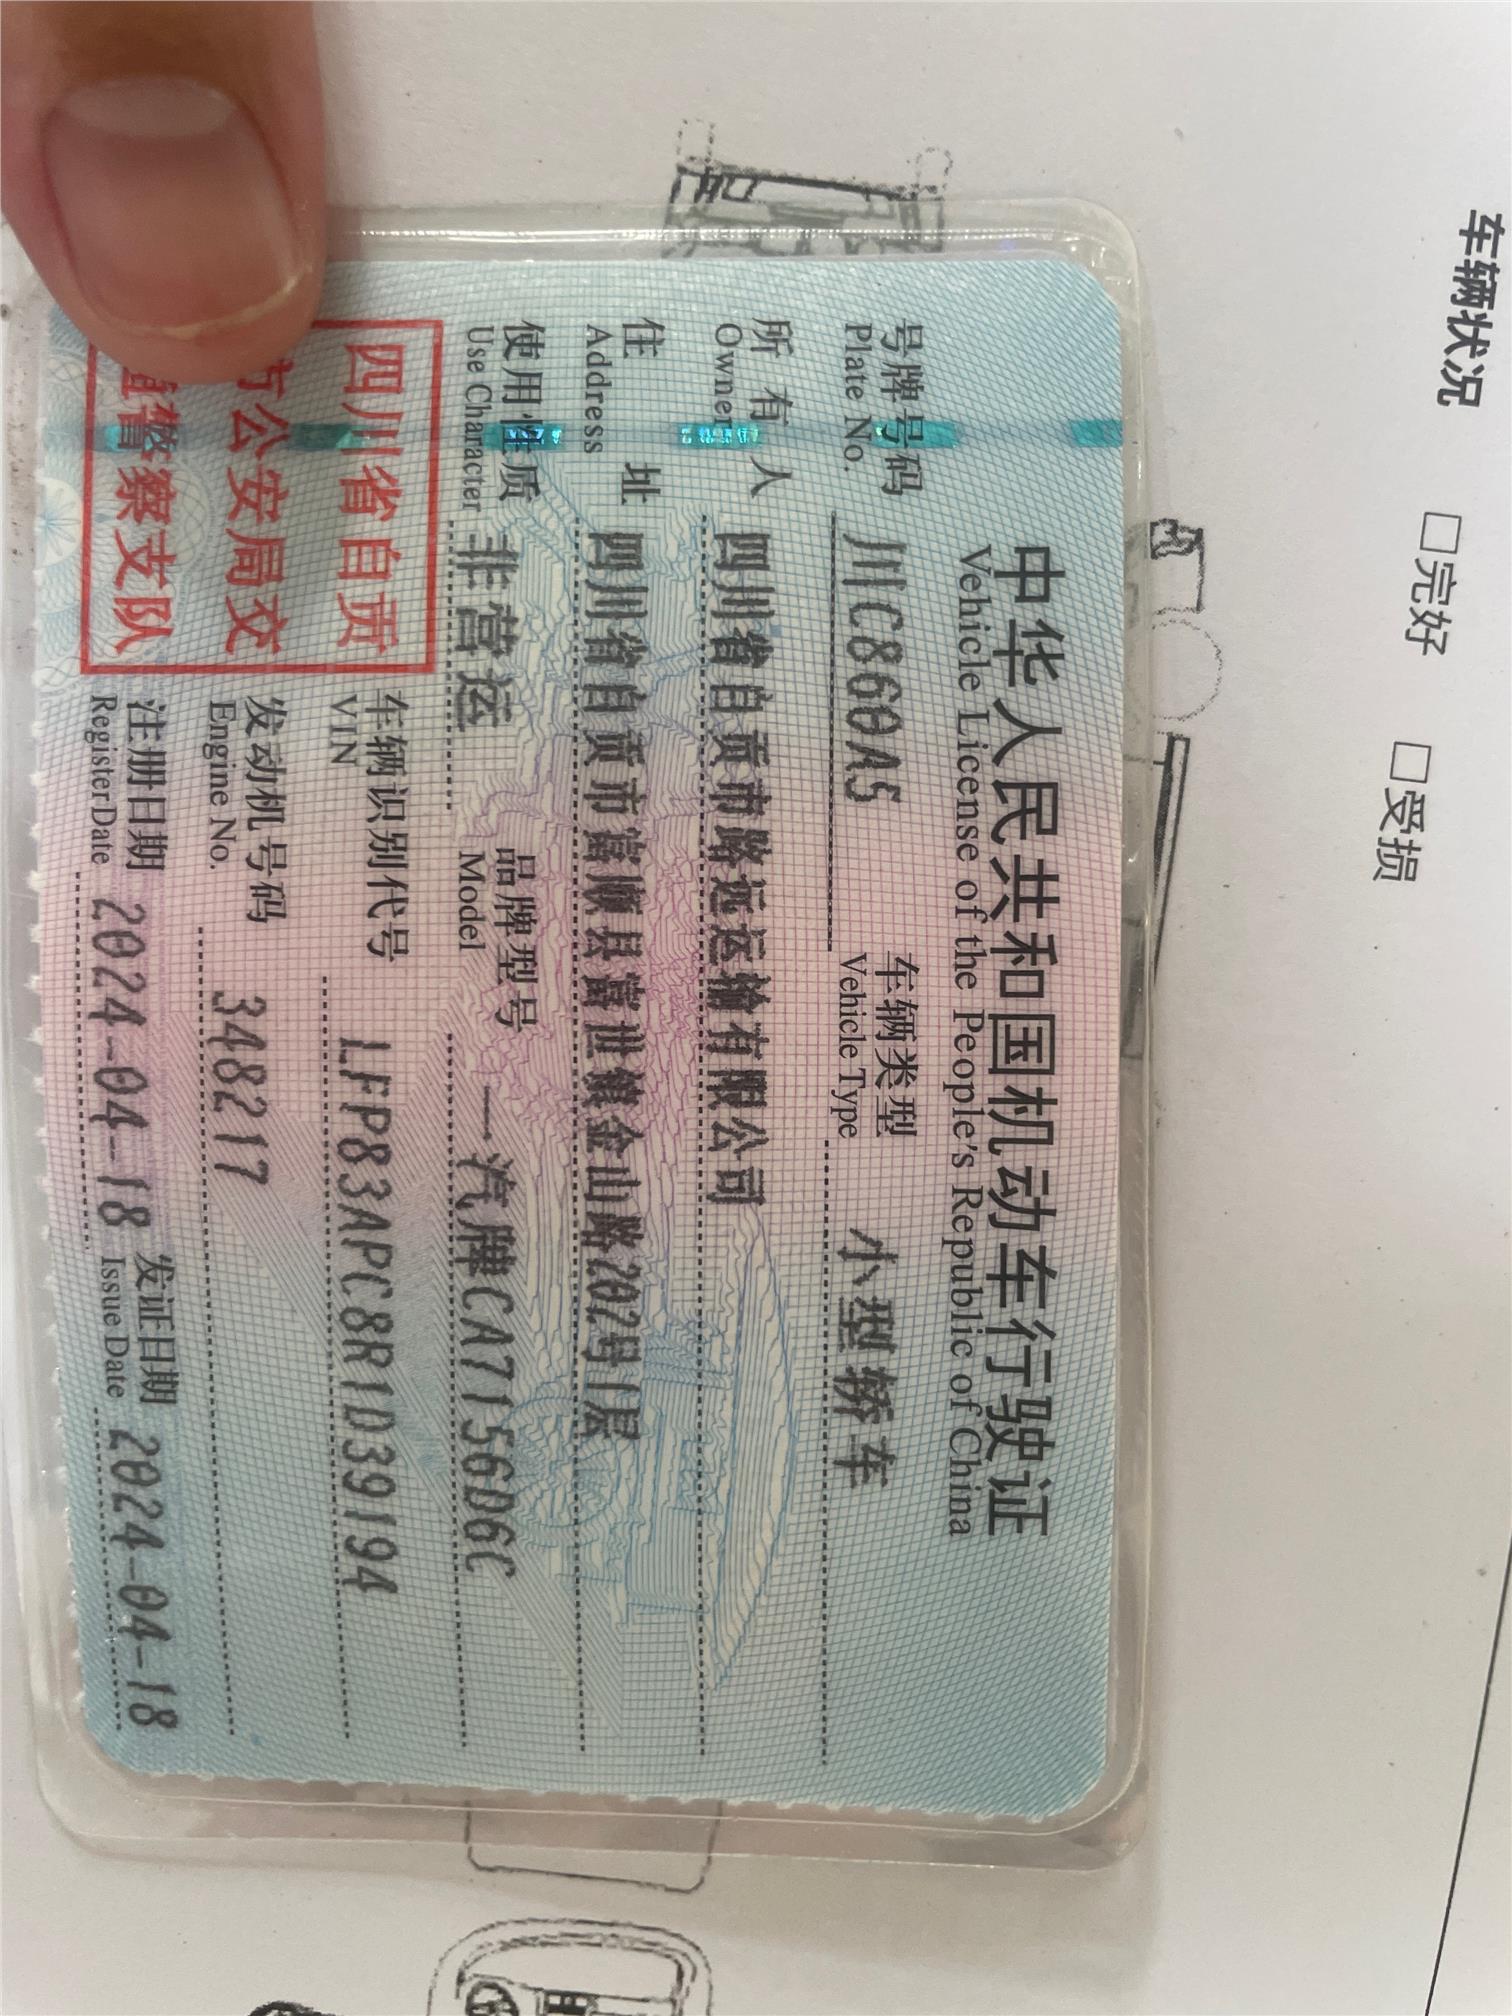 车辆状况 □完好 □受损
中华人民共和国机动车行驶证
Vehicle License of the People's Republic of China
号牌号码 川C860A5 车辆类型 小型轿车
Plate No. Vehicle Type
所有人 四川省自贡市路远运输有限公司
Owner
住址 四川省自贡市富顺县富世镇金山路202号1层
Address
使用性质 非营运 品牌型号 一汽牌CA7156D6C
Use Character Model
四川省自贡
公安局交
警察支队
车辆识别代号 LFP83APC8R1D39194
VIN
发动机号码 348217
Engine No.
注册日期 2024-04-18 发证日期 2024-04-18
Register Date Issue Date